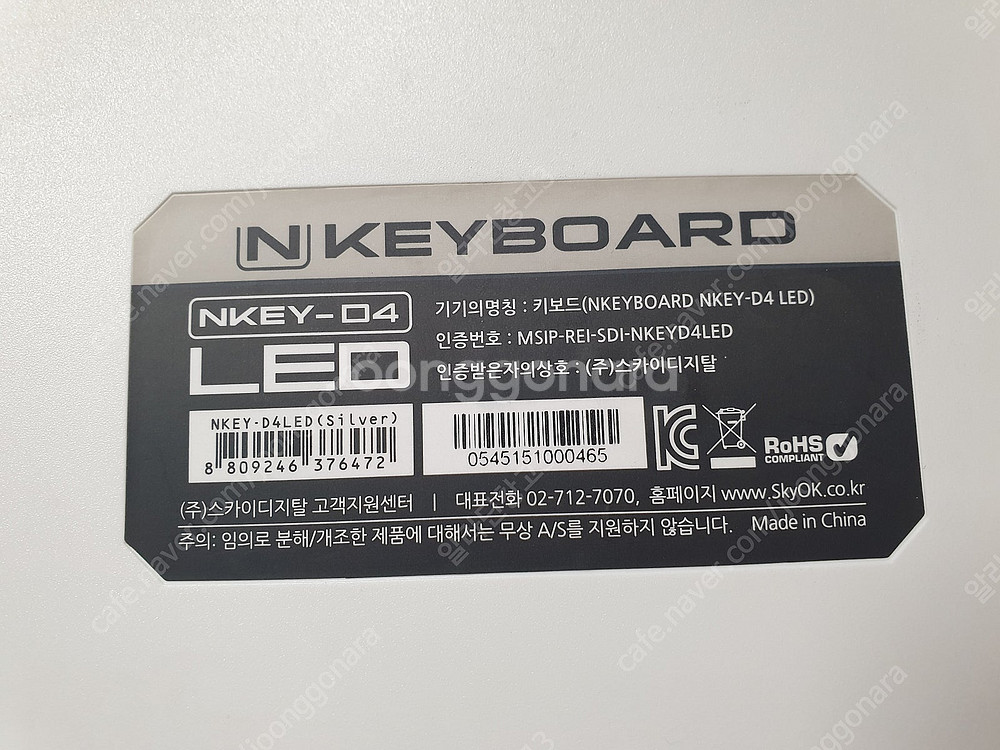 NKEYBOARD
NKEY-D4
LED
기기의명칭 : 키보드(NKEYBOARD NKEY-D4 LED)
인증번호 : MSIP-REI-SDI-NKEYD4LED
인증받은자의상호 : (주)스카이디지탈
NKEY-D4LED(Silver)
8 809246 376472
0545151000465
RoHS
COMPLIANT
(주)스카이디지탈 고객지원센터 | 대표전화 02-712-7070, 홈페이지 www.SkyOK.co.kr
주의: 임의로 분해/개조한 제품에 대해서는 무상 A/S를 지원하지 않습니다. Made in China
joonggonara
cafe.naver.com/joonggonara